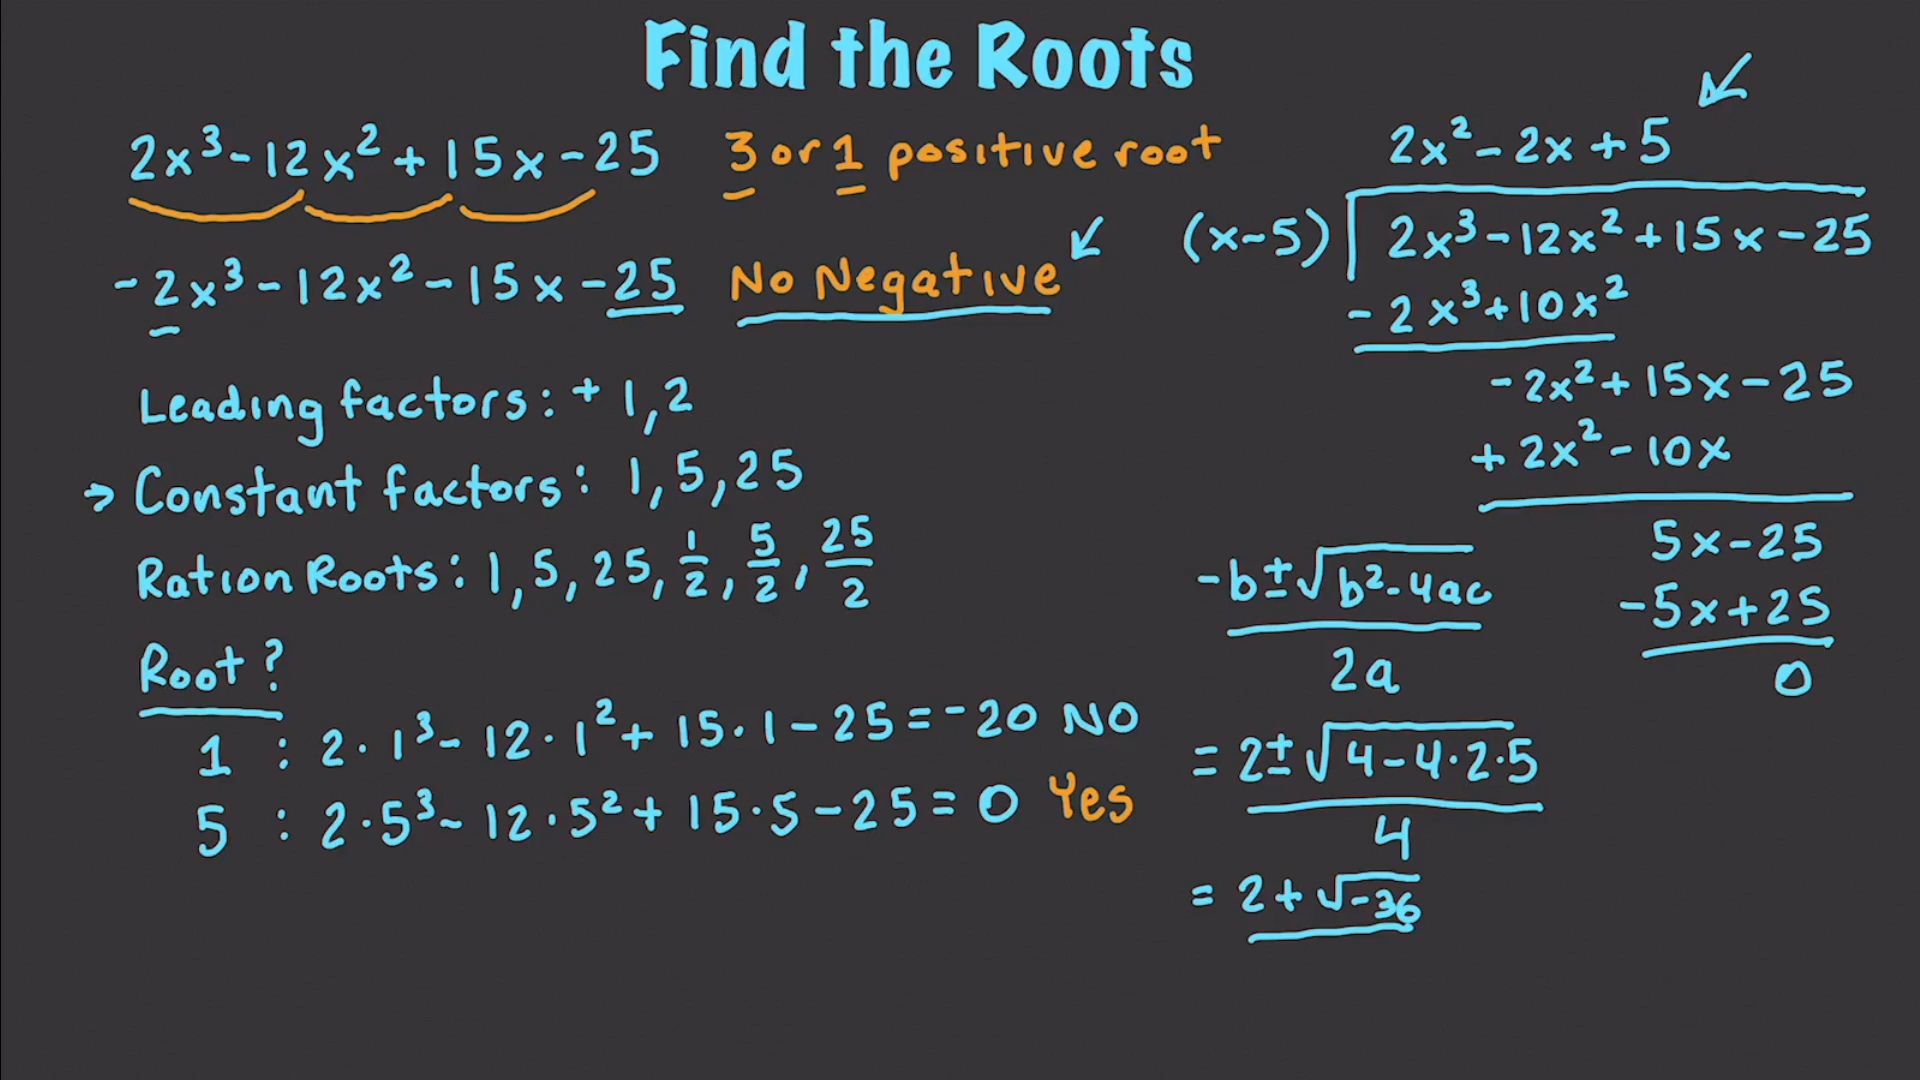 Find the Roots
2x³-12x²+15x-25 3 or 1 positive root
-2x³-12x²-15x-25 No Negative
Leading factors: + 1,2
→ Constant factors: 1,5,25
Ration Roots: 1,5,25,1/2,5/2,25/2
Root?
1 : 2·1³-12·1²+15·1-25=-20 NO
5 : 2·5³-12·5²+15·5-25=0 Yes
2x²-2x+5
(x-5) 2x³-12x²+15x-25
-2x³+10x²
-2x²+15x-25
+2x²-10x
5x-25
-5x+25
0
-b±√b²-4ac
2a
=2±√4-4·2·5
4
=2+√-36